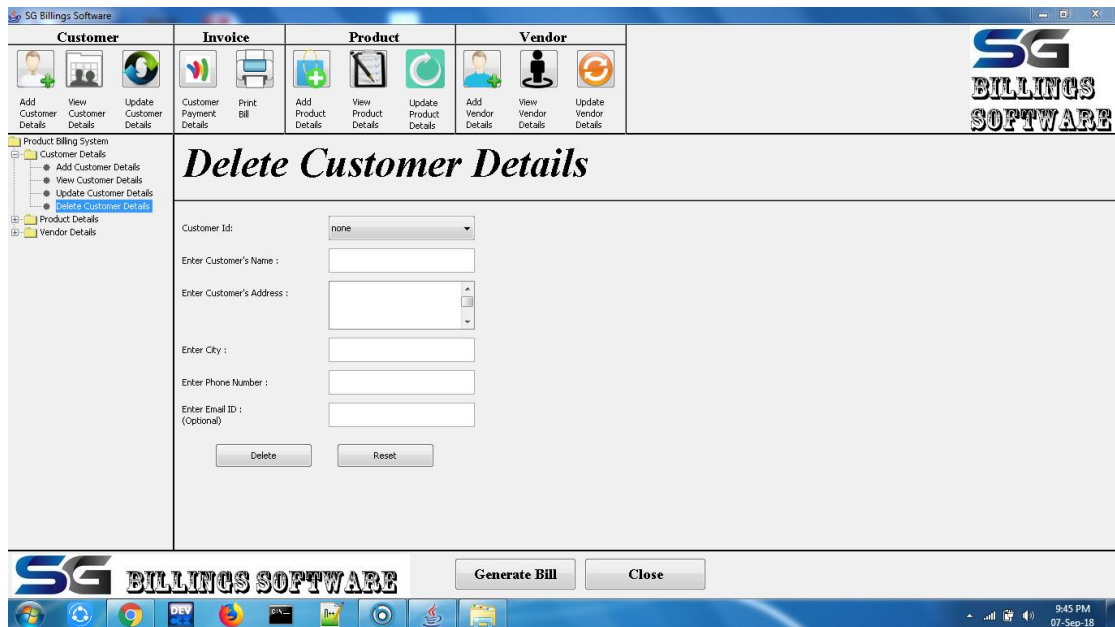 SG Billings Software
Customer
Invoice
Product
Vendor
Add Customer Details
View Customer Details
Update Customer Details
Customer Payment Details
Print Bill
Add Product Details
View Product Details
Update Product Details
Add Vendor Details
View Vendor Details
Update Vendor Details
SG
BILLINGS
SOFTWARE
Product Billing System
Customer Details
Add Customer Details
View Customer Details
Update Customer Details
Delete Customer Details
Product Details
Vendor Details
Delete Customer Details
Customer Id:
none
Enter Customer's Name :
Enter Customer's Address :
Enter City :
Enter Phone Number :
Enter Email ID :
(Optional)
Delete
Reset
SG BILLINGS SOFTWARE
Generate Bill
Close
DEV
9:45 PM
07-Sep-18